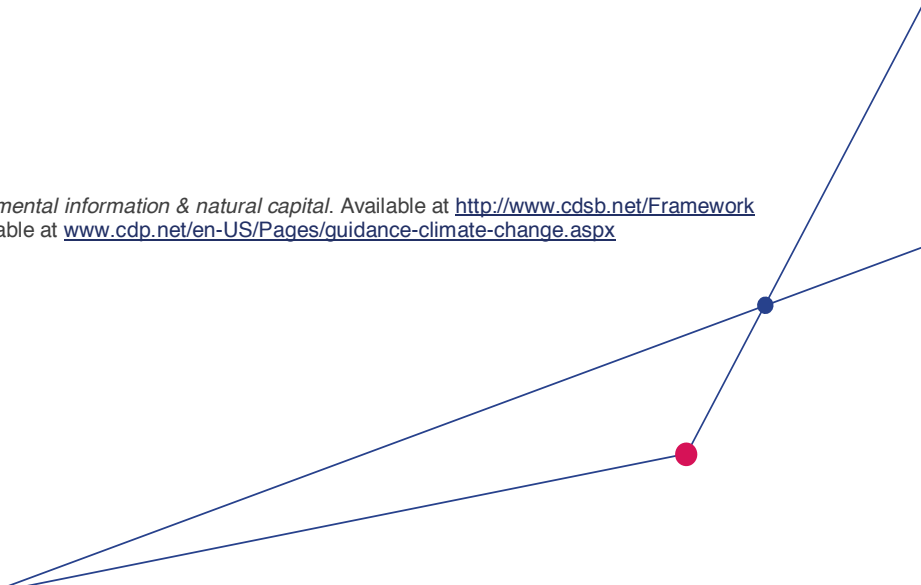 mental information & natural capital. Available at http://www.cdsb.net/Framework
able at www.cdp.net/en-US/Pages/guidance-climate-change.aspx